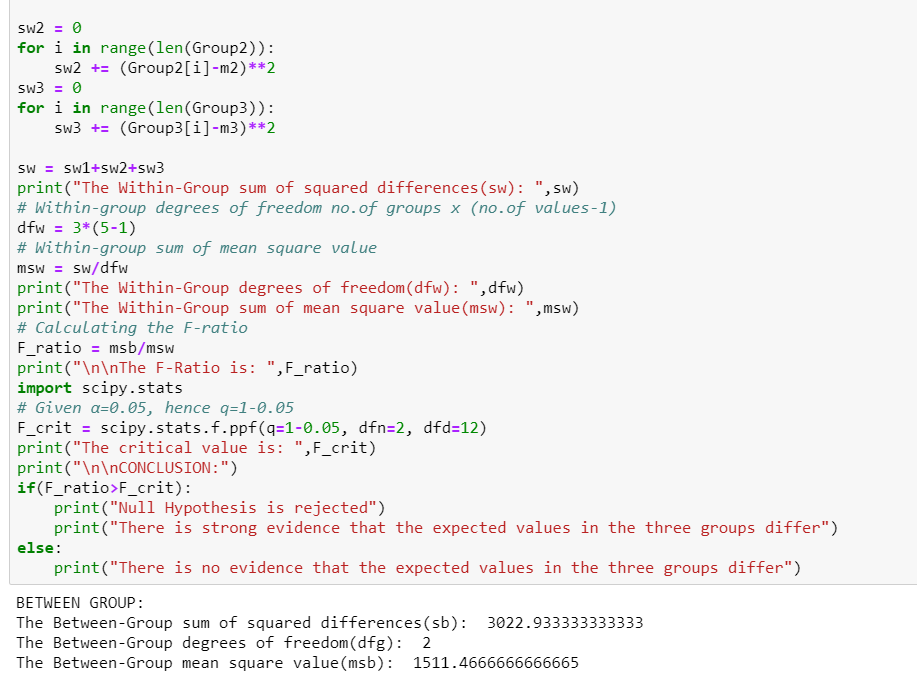 sw2 = 0
for i in range(len(Group2)):
    sw2 += (Group2[i]-m2)**2
sw3 = 0
for i in range(len(Group3)):
    sw3 += (Group3[i]-m3)**2

sw = sw1+sw2+sw3
print("The Within-Group sum of squared differences(sw): ",sw)
# Within-group degrees of freedom no.of groups x (no.of values-1)
dfw = 3*(5-1)
# Within-group sum of mean square value
msw = sw/dfw
print("The Within-Group degrees of freedom(dfw): ",dfw)
print("The Within-Group sum of mean square value(msw): ",msw)
# Calculating the F-ratio
F_ratio = msb/msw
print("\n\nThe F-Ratio is: ",F_ratio)
import scipy.stats
# Given α=0.05, hence q=1-0.05
F_crit = scipy.stats.f.ppf(q=1-0.05, dfn=2, dfd=12)
print("The critical value is: ",F_crit)
print("\n\nCONCLUSION:")
if(F_ratio>F_crit):
    print("Null Hypothesis is rejected")
    print("There is strong evidence that the expected values in the three groups differ")
else:
    print("There is no evidence that the expected values in the three groups differ")
BETWEEN GROUP:
The Between-Group sum of squared differences(sb):  3022.933333333333
The Between-Group degrees of freedom(dfg):  2
The Between-Group mean square value(msb):  1511.4666666666665